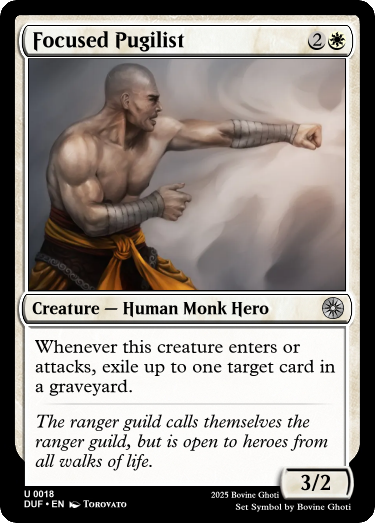 Focused Pugilist 2
Creature — Human Monk Hero
Whenever this creature enters or
attacks, exile up to one target card in
a graveyard.
The ranger guild calls themselves the
ranger guild, but is open to heroes from
all walks of life.
3/2
U 0018
DUF • EN Torovato
2025 Bovine Ghoti
Set Symbol by Bovine Ghoti